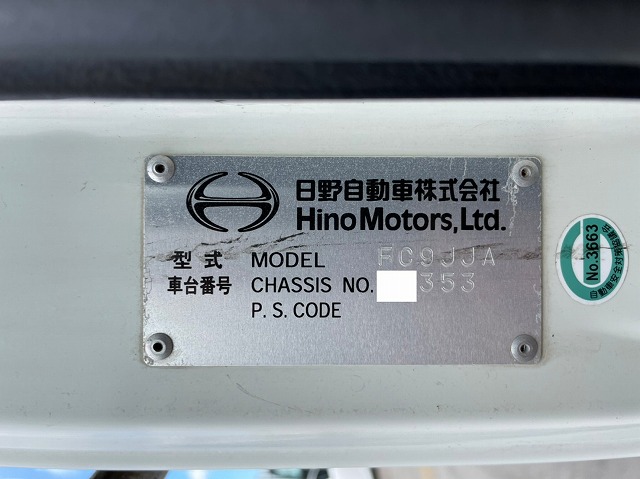 日野自動車株式会社
Hino Motors, Ltd.
型式 MODEL FC9JJA
車台番号 CHASSIS NO. 353
P.S.CODE
No.3663